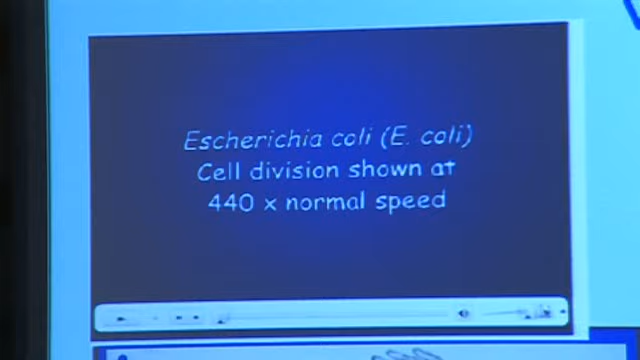 Escherichia coli (E. coli)
Cell division shown at
440 x normal speed